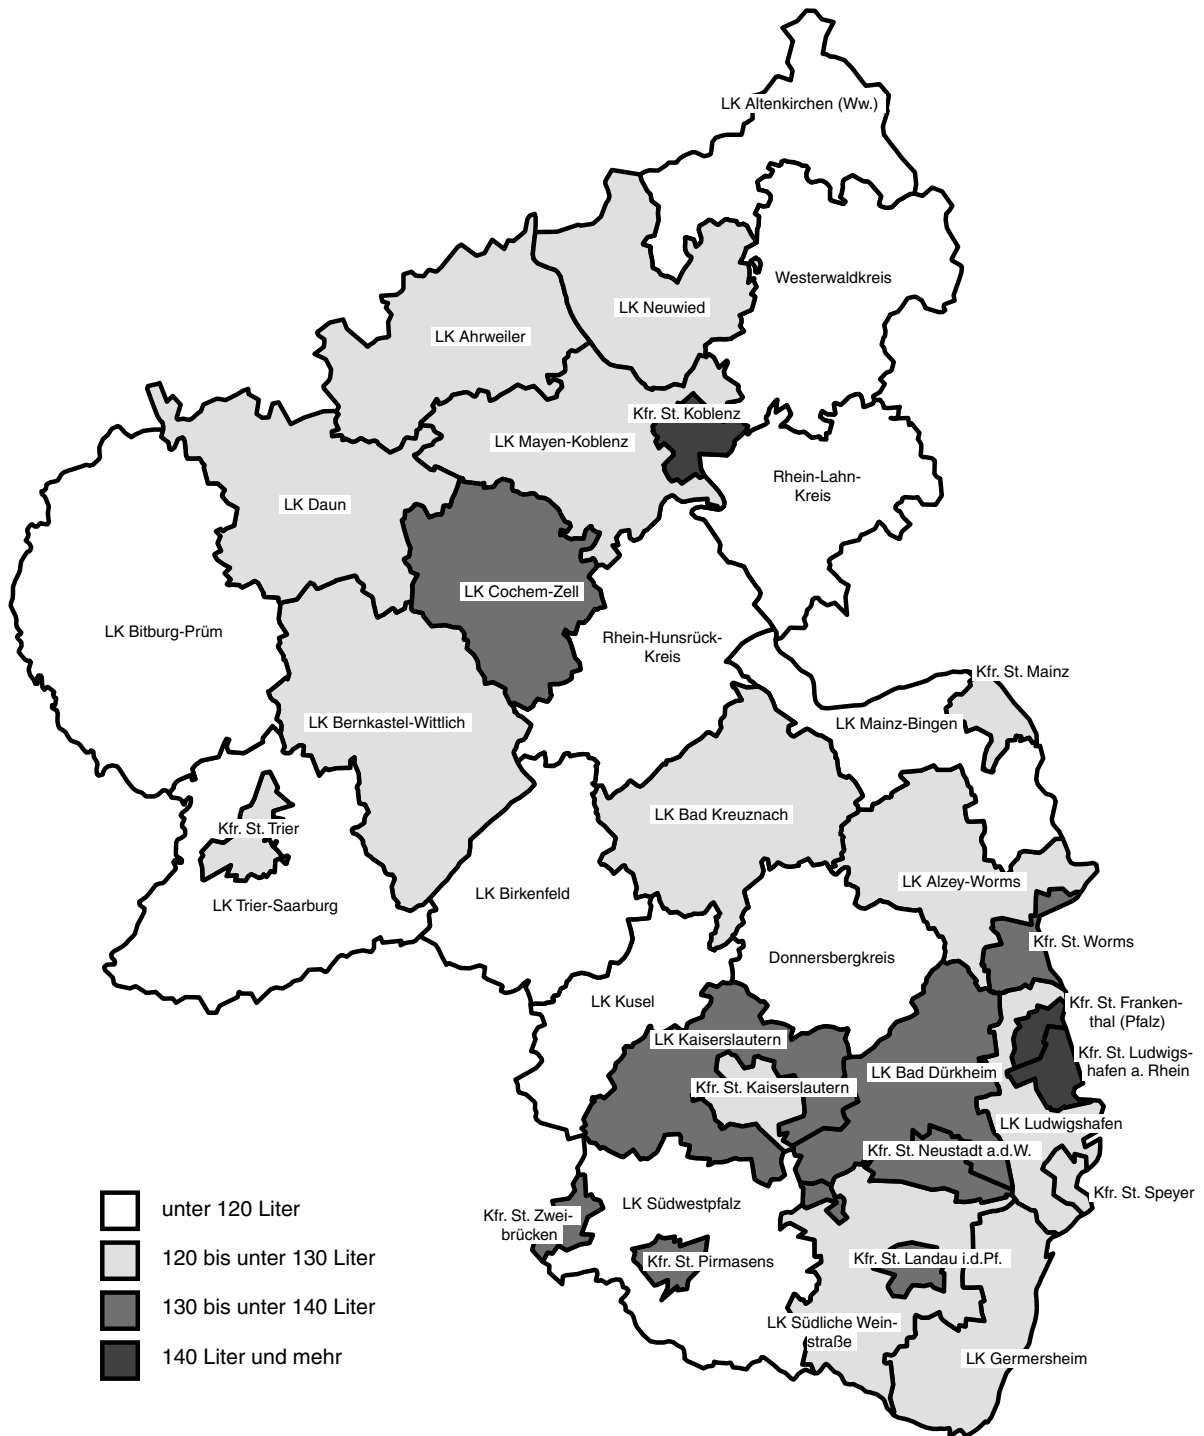 LK Altenkirchen (Ww.)
Westerwaldkreis
LK Neuwied
LK Ahrweiler
Kfr. St. Koblenz
LK Mayen-Koblenz
Rhein-Lahn-
Kreis
LK Daun
LK Cochem-Zell
LK Bitburg-Prüm
Rhein-Hunsrück-
Kreis
Kfr. St. Mainz
LK Bernkastel-Wittlich
LK Mainz-Bingen
LK Bad Kreuznach
Kfr. St. Trier
LK Alzey-Worms
LK Birkenfeld
LK Trier-Saarburg
Kfr. St. Worms
Donnersbergkreis
LK Kusel
Kfr. St. Franken-
thal (Pfalz)
LK Kaiserslautern
Kfr. St. Ludwigs-
hafen a. Rhein
LK Bad Dürkheim
Kfr. St. Kaiserslautern
LK Ludwigshafen
Kfr. St. Neustadt a.d.W.
Kfr. St. Speyer
LK Südwestpfalz
Kfr. St. Zwei-
brücken
Kfr. St. Pirmasens
Kfr. St. Landau i.d.Pf.
LK Südliche Wein-
straße
LK Germersheim
unter 120 Liter
120 bis unter 130 Liter
130 bis unter 140 Liter
140 Liter und mehr